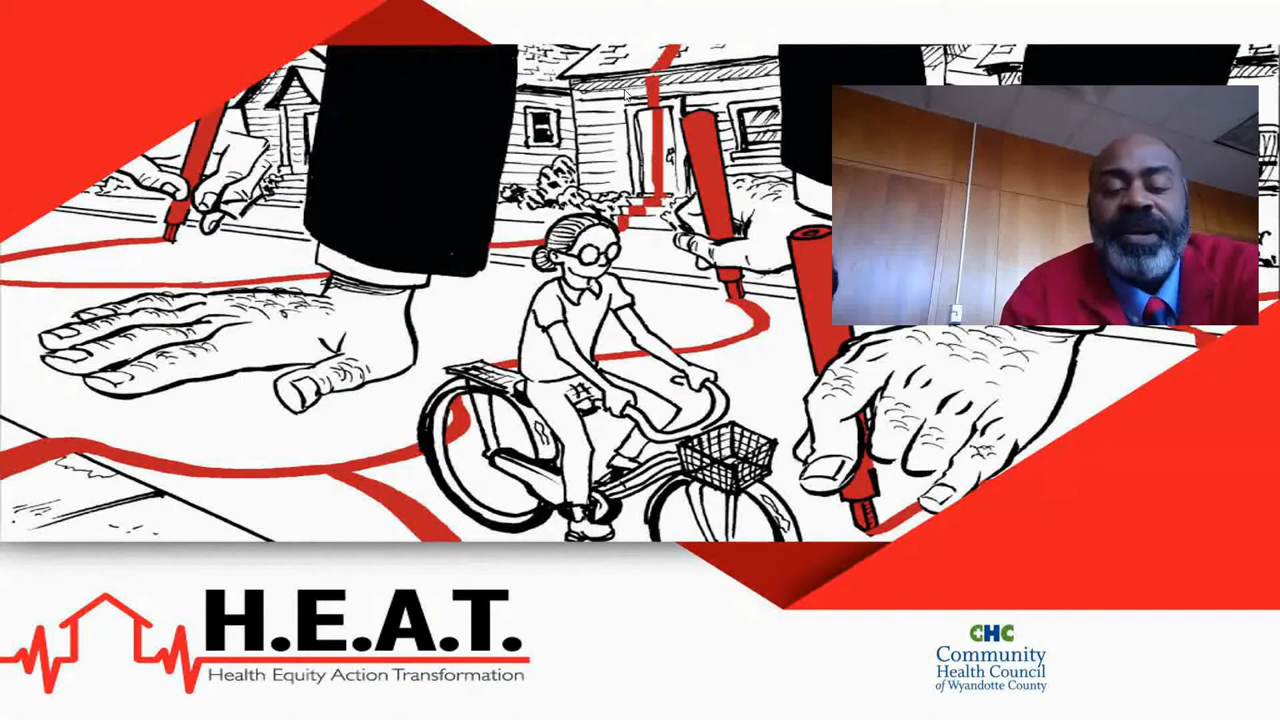 H.E.A.T.
Health Equity Action Transformation
CHC
Community
Health Council
of Wyandotte County